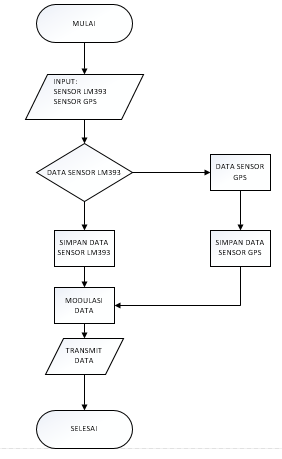 MULAI
INPUT:
SENSOR LM393
SENSOR GPS
DATA SENSOR LM393
DATA SENSOR
GPS
SIMPAN DATA
SENSOR LM393
SIMPAN DATA
SENSOR GPS
MODULASI
DATA
TRANSMIT
DATA
SELESAI